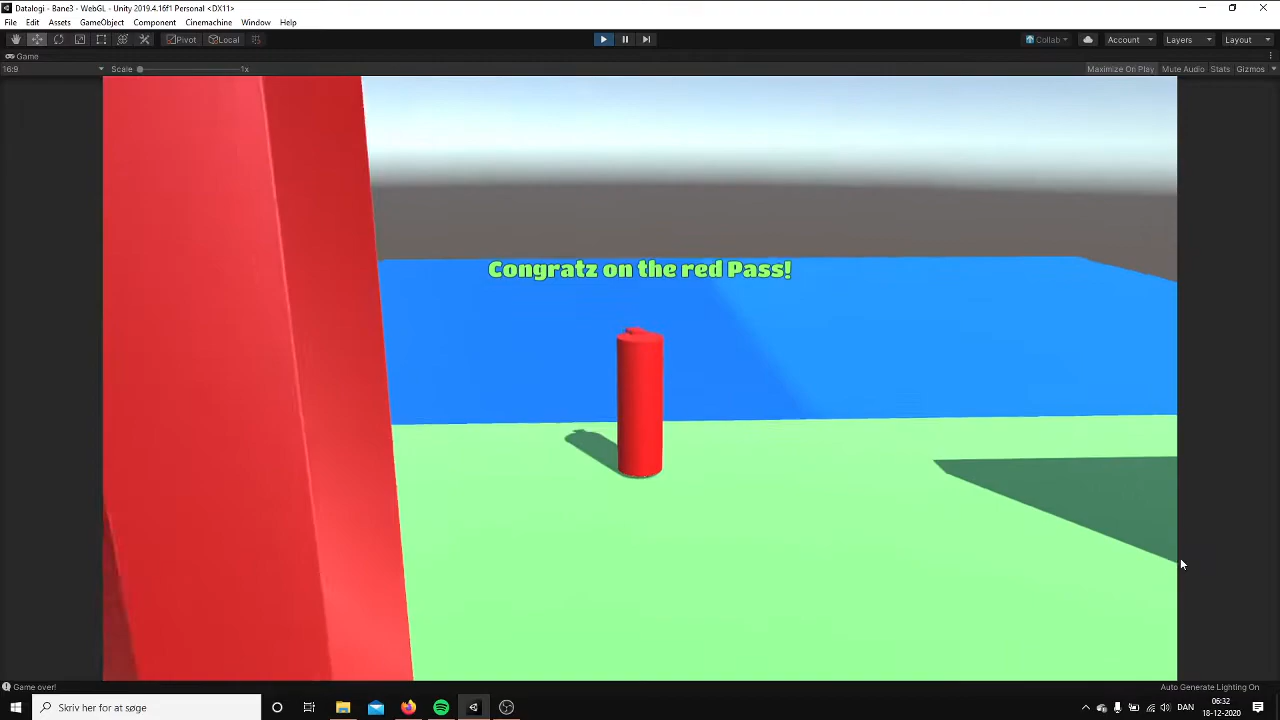 Datalogi - Bane3 - WebGL - Unity 2019.4.16f1 Personal <DX11>
File Edit Assets GameObject Component Cinemachine Window Help
Pivot Local Collab Account Layers Layout
Game
16:9 Scale 1x Maximize On Play Mute Audio Stats Gizmos
Congratz on the red Pass!
Game over! Auto Generate Lighting On
Skriv her for at søge DAN 06:32
18-12-2020